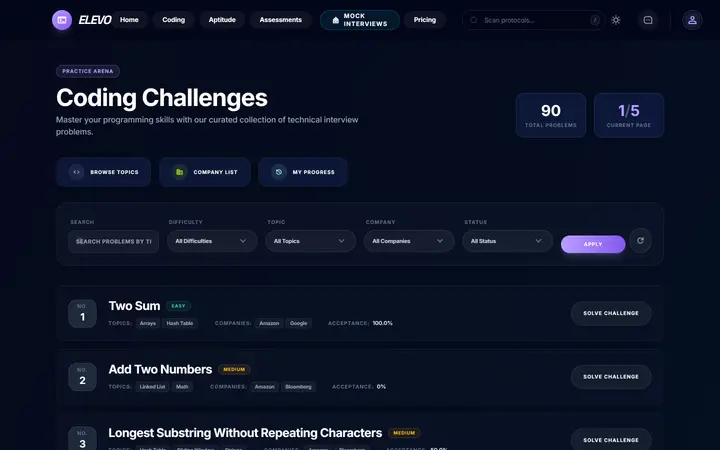 ELEVO
Home
Coding
Aptitude
Assessments
MOCK
INTERVIEWS
Pricing
Scan protocols...
/
PRACTICE ARENA
Coding Challenges
Master your programming skills with our curated collection of technical interview
problems.
90
TOTAL PROBLEMS
1/5
CURRENT PAGE
BROWSE TOPICS
COMPANY LIST
MY PROGRESS
SEARCH
DIFFICULTY
TOPIC
COMPANY
STATUS
SEARCH PROBLEMS BY TI
All Difficulties
All Topics
All Companies
All Status
APPLY
NO.
1
Two Sum
EASY
TOPICS:
Arrays
Hash Table
COMPANIES:
Amazon
Google
ACCEPTANCE: 100.0%
SOLVE CHALLENGE
NO.
2
Add Two Numbers
MEDIUM
TOPICS:
Linked List
Math
COMPANIES:
Amazon
Bloomberg
ACCEPTANCE: 0%
SOLVE CHALLENGE
NO.
3
Longest Substring Without Repeating Characters
MEDIUM
SOLVE CHALLENGE